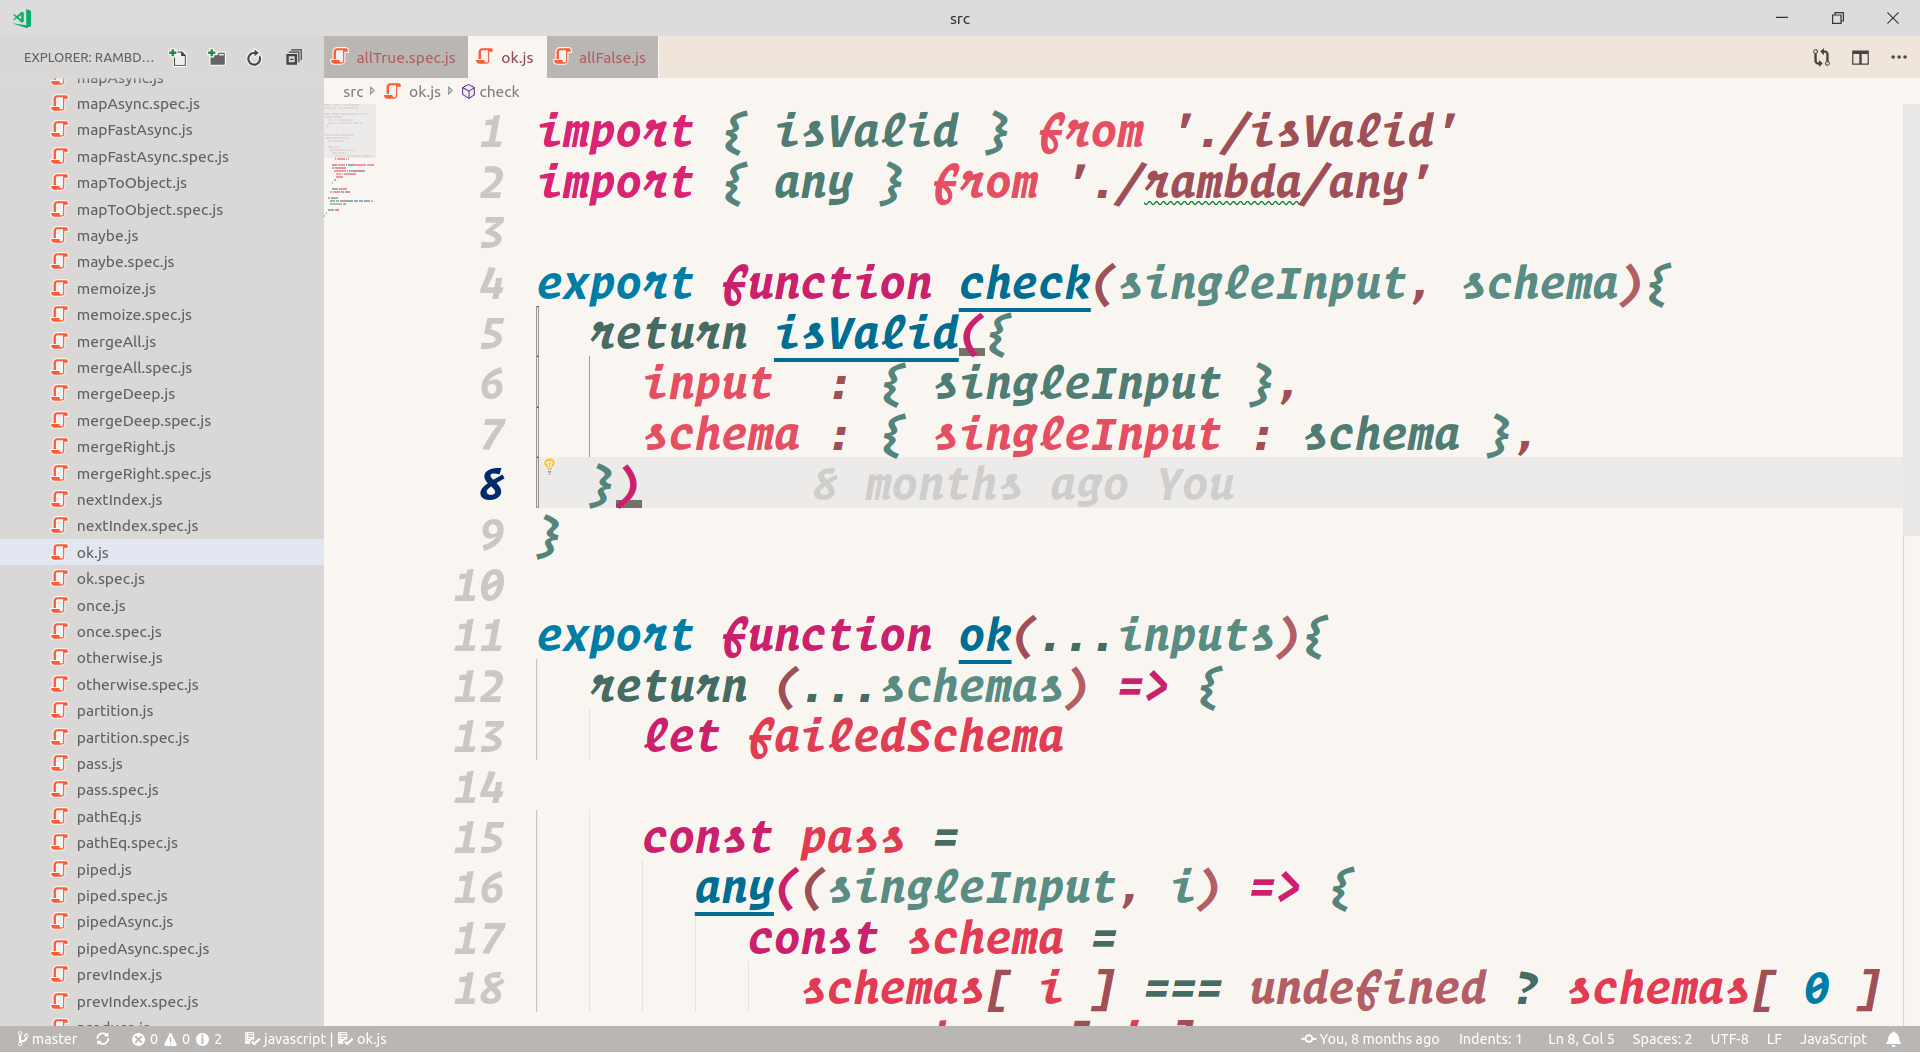 src
EXPLORER: RAMBD...
allTrue.spec.js
ok.js
allFalse.js
src ok.js check
mapAsync.js
mapAsync.spec.js
mapFastAsync.js
mapFastAsync.spec.js
mapToObject.js
mapToObject.spec.js
maybe.js
maybe.spec.js
memoize.js
memoize.spec.js
mergeAll.js
mergeAll.spec.js
mergeDeep.js
mergeDeep.spec.js
mergeRight.js
mergeRight.spec.js
nextIndex.js
nextIndex.spec.js
ok.js
ok.spec.js
once.js
once.spec.js
otherwise.js
otherwise.spec.js
partition.js
partition.spec.js
pass.js
pass.spec.js
pathEq.js
pathEq.spec.js
piped.js
piped.spec.js
pipedAsync.js
pipedAsync.spec.js
prevIndex.js
prevIndex.spec.js
1 import { isValid } from './isValid'
2 import { any } from './rambda/any'
3
4 export function check(singleInput, schema){
5 return isValid({
6 input : { singleInput },
7 schema : { singleInput : schema },
8 }) 8 months ago You
9 }
10
11 export function ok(...inputs){
12 return (...schemas) => {
13 let failedSchema
14
15 const pass =
16 any((singleInput, i) => {
17 const schema =
18 schemas[ i ] === undefined ? schemas[ 0 ]
master 0 0 2 javascript | ok.js You, 8 months ago Indents: 1 Ln 8, Col 5 Spaces: 2 UTF-8 LF JavaScript